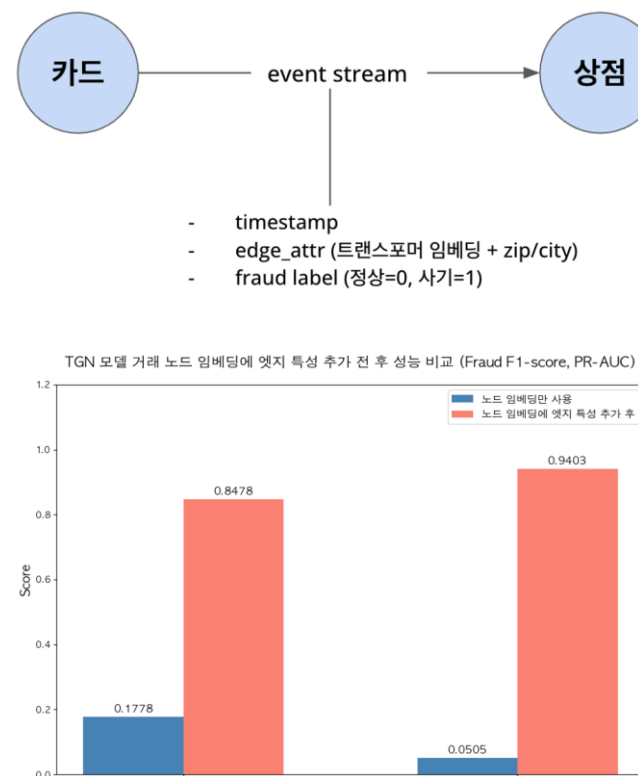 카드
event stream
상점
- timestamp
- edge_attr (트랜스포머 임베딩 + zip/city)
- fraud label (정상=0, 사기=1)
TGN 모델 거래 노드 임베딩에 엣지 특성 추가 전 후 성능 비교 (Fraud F1-score, PR-AUC)
노드 임베딩만 사용
노드 임베딩에 엣지 특성 추가 후
1.2
1.0
0.8
0.6
0.4
0.2
0.0
Score
0.1778
0.8478
0.0505
0.9403